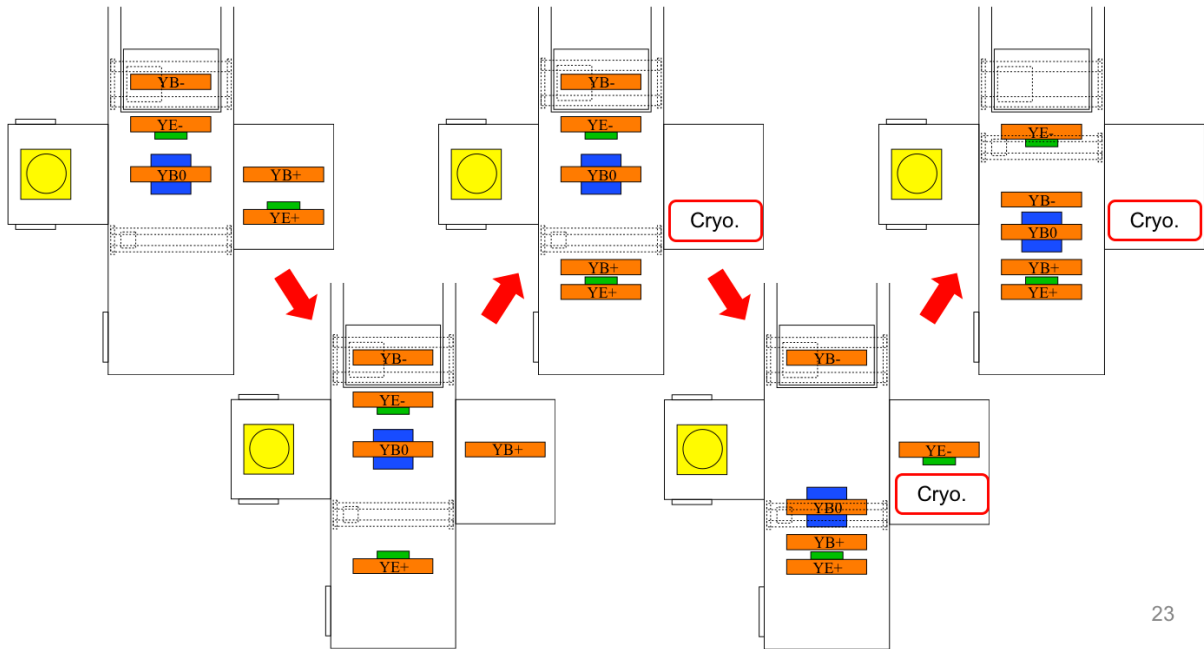 YB-
YE-
YB0
YB+
YE+
YB-
YE-
YB0
YB+
YE+
YB-
YE-
YB0
Cryo.
YB+
YE+
YB-
YE-
Cryo.
YB0
YB+
YE+
YE-
YB-
Cryo.
YB0
YB+
YE+
23